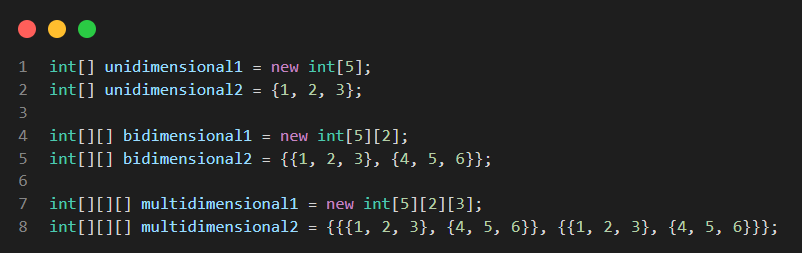 1 int[] unidimensional1 = new int[5];
2 int[] unidimensional2 = {1, 2, 3};
3
4 int[][] bidimensional1 = new int[5][2];
5 int[][] bidimensional2 = {{1, 2, 3}, {4, 5, 6}};
6
7 int[][][] multidimensional1 = new int[5][2][3];
8 int[][][] multidimensional2 = {{{1, 2, 3}, {4, 5, 6}}, {{1, 2, 3}, {4, 5, 6}}};